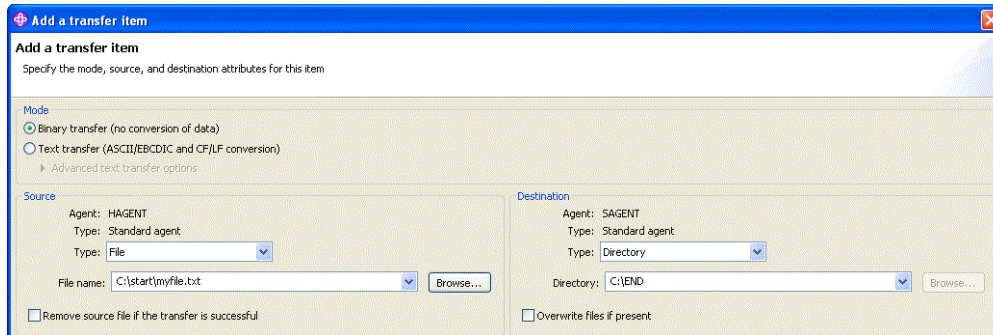 Add a transfer item
Add a transfer item
Specify the mode, source, and destination attributes for this item
Mode
Binary transfer (no conversion of data)
Text transfer (ASCII/EBCDIC and CF/LF conversion)
Advanced text transfer options
Source
Agent: HAGENT
Type: Standard agent
Type: File
File name: C:\start\myfile.txt Browse...
Remove source file if the transfer is successful
Destination
Agent: SAGENT
Type: Standard agent
Type: Directory
Directory: C:\END Browse...
Overwrite files if present